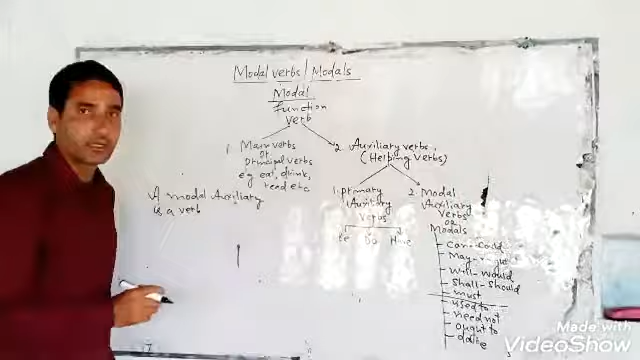 Modal verbs / Modals
Modal
Function
Verb
1. Main verbs
or
principal verbs
eg eat, drink,
read etc
2. Auxiliary verbs.
(Helping Verbs)
A modal Auxiliary
is a verb
1. primary
Auxiliary
Verbs
be Do Have
2. Modal
Auxiliary
Verbs
or
Modals
Can-Could
May-might
Will-Would
Shall-Should
must
used to
need not
ought to
dare
Made with
VideoShow